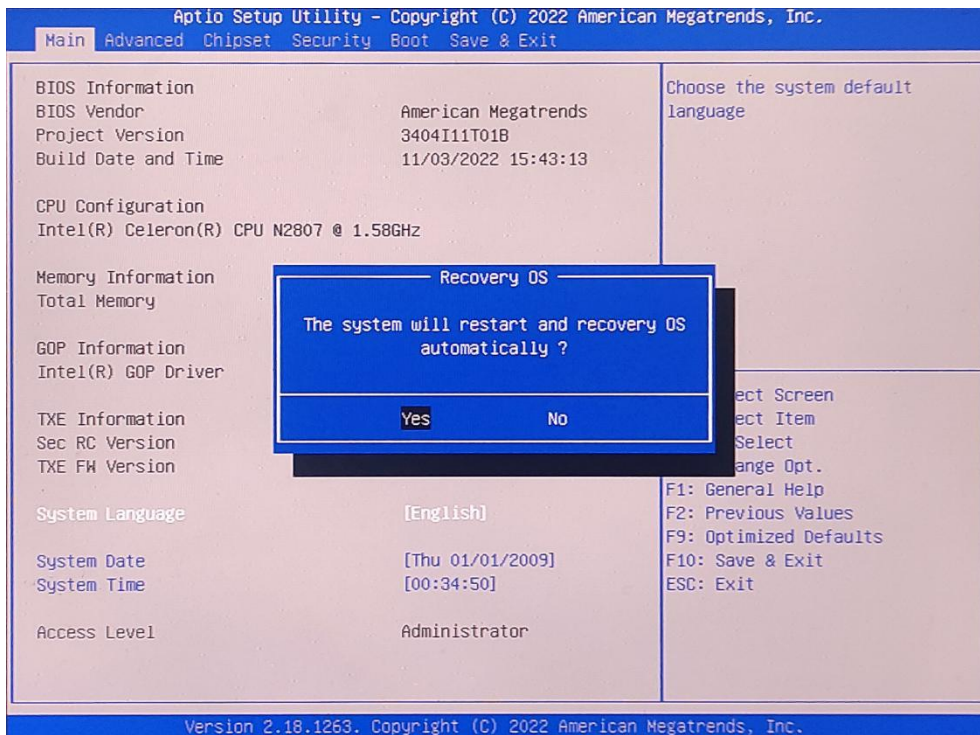 Aptio Setup Utility – Copyright (C) 2022 American Megatrends, Inc.
Main Advanced Chipset Security Boot Save & Exit
BIOS Information
BIOS Vendor American Megatrends
Project Version 3404I11T01B
Build Date and Time 11/03/2022 15:43:13
CPU Configuration
Intel(R) Celeron(R) CPU N2807 @ 1.58GHz
Memory Information
Total Memory
GOP Information
Intel(R) GOP Driver
TXE Information
Sec RC Version
TXE FW Version
System Language [English]
System Date [Thu 01/01/2009]
System Time [00:34:50]
Access Level Administrator
Recovery OS
The system will restart and recovery OS
automatically ?
Yes No
Choose the system default
language
ect Screen
ect Item
Select
ange Opt.
F1: General Help
F2: Previous Values
F9: Optimized Defaults
F10: Save & Exit
ESC: Exit
Version 2.18.1263. Copyright (C) 2022 American Megatrends, Inc.